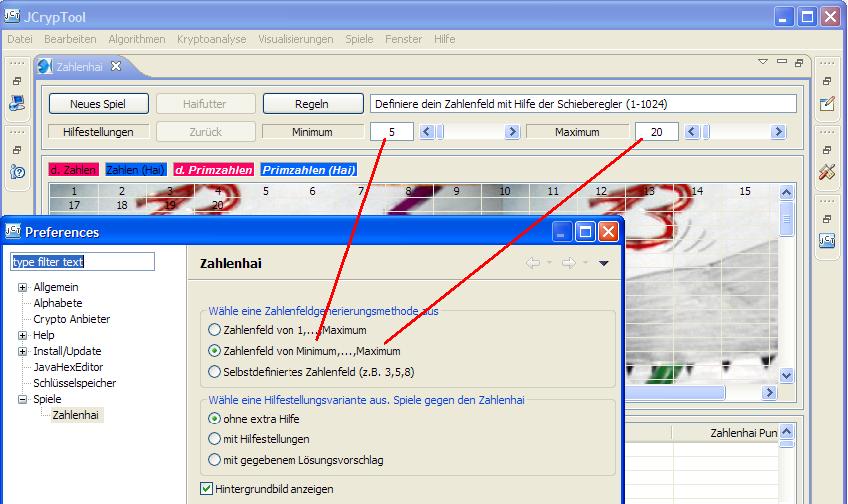 JCT JCrypTool
Datei Bearbeiten Algorithmen Kryptoanalyse Visualisierungen Spiele Fenster Hilfe
Zahlenhai
Neues Spiel Haifutter Regeln Definiere dein Zahlenfeld mit Hilfe der Schieberegler (1-1024)
Hilfestellungen Zurück Minimum 5 Maximum 20
d. Zahlen Zahlen (Hai) d. Primzahlen Primzahlen (Hai)
1 2 3 4 5 6 7 8 9 10 11 12 13 14 15
17 18 19 20
JCT Preferences
JCT
type filter text
Zahlenhai
Allgemein
Alphabete
Crypto Anbieter
Help
Install/Update
JavaHexEditor
Schlüsselspeicher
Spiele
Zahlenhai
Wähle eine Zahlenfeldgenerierungsmethode aus
Zahlenfeld von 1,...,Maximum
Zahlenfeld von Minimum,...,Maximum
Selbstdefiniertes Zahlenfeld (z.B. 3,5,8)
Wähle eine Hilfestellungsvariante aus. Spiele gegen den Zahlenhai
ohne extra Hilfe
mit Hilfestellungen
mit gegebenem Lösungsvorschlag
Hintergrundbild anzeigen
Zahlenhai Pun